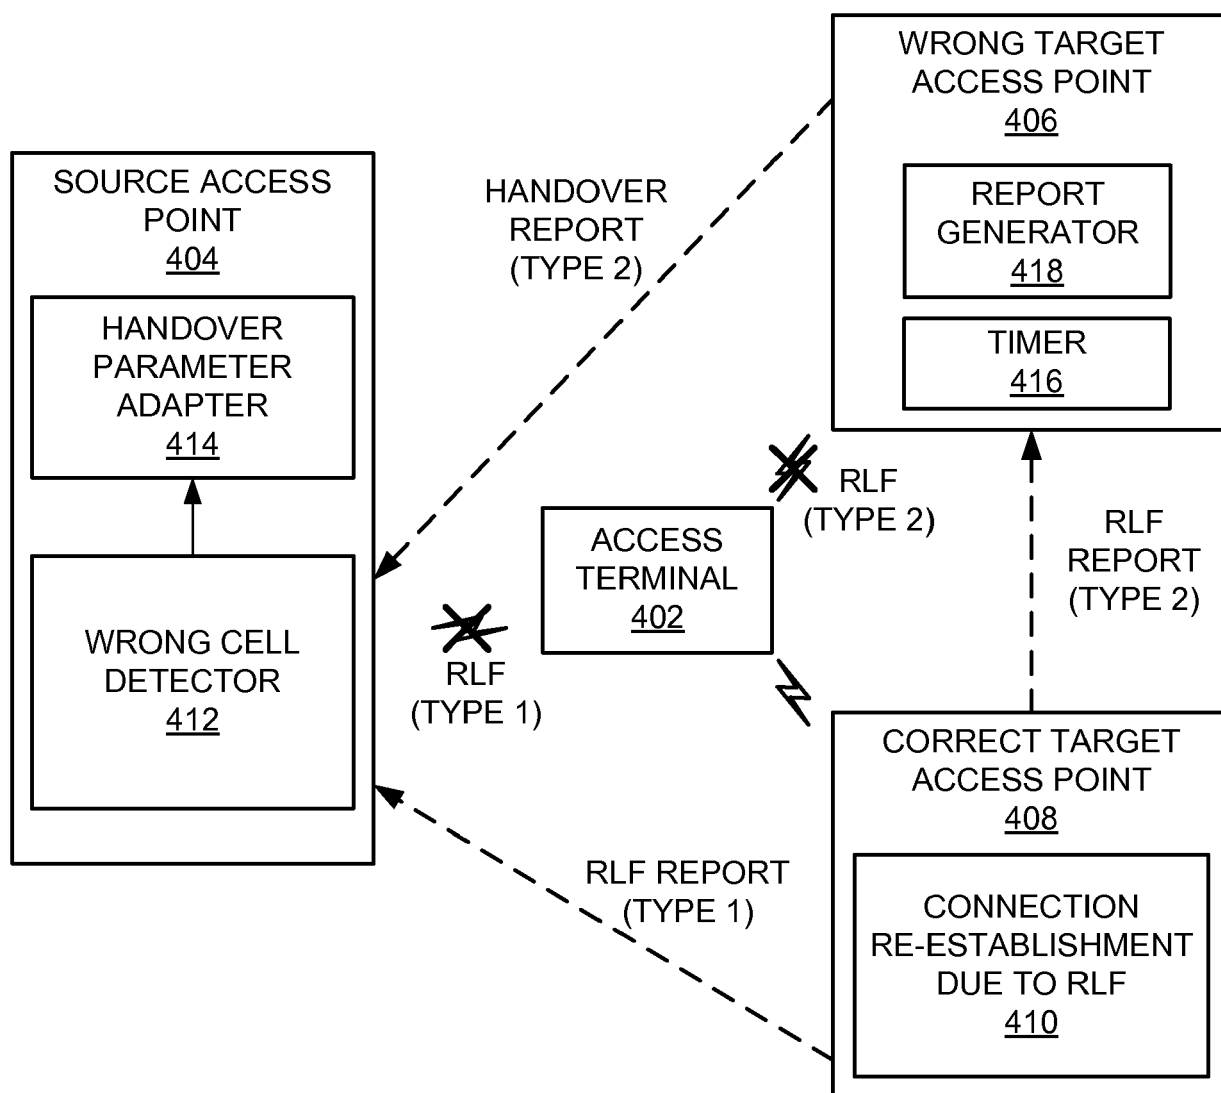 SOURCE ACCESS
POINT
404
HANDOVER
PARAMETER
ADAPTER
414
WRONG CELL
DETECTOR
412
HANDOVER
REPORT
(TYPE 2)
WRONG TARGET
ACCESS POINT
406
REPORT
GENERATOR
418
TIMER
416
RLF
(TYPE 2)
ACCESS
TERMINAL
402
RLF
(TYPE 1)
RLF
REPORT
(TYPE 2)
RLF REPORT
(TYPE 1)
CORRECT TARGET
ACCESS POINT
408
CONNECTION
RE-ESTABLISHMENT
DUE TO RLF
410